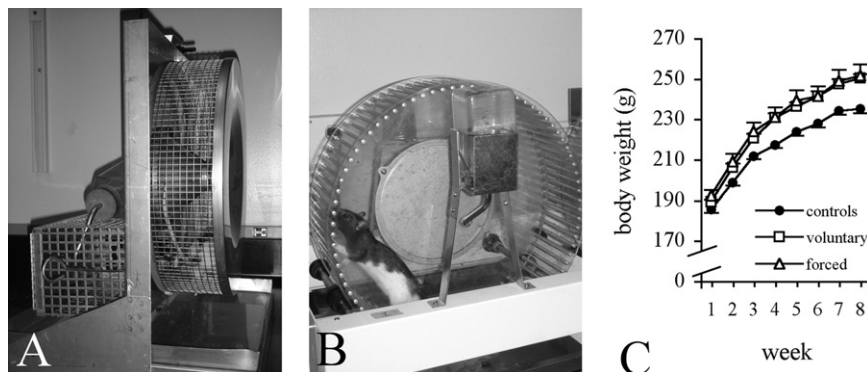 A
B
C
body weight (g)
270
250
230
210
190
170
0
controls
voluntary
forced
1 2 3 4 5 6 7 8
week